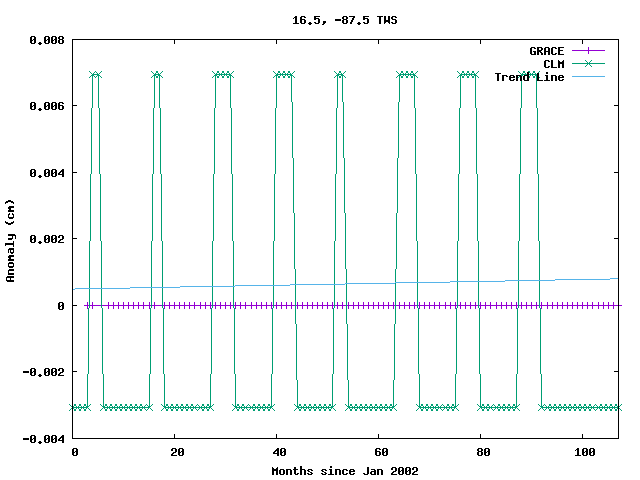 16.5, -87.5 TWS
0.008
0.006
0.004
0.002
0
-0.002
-0.004
Anomaly (cm)
GRACE
CLM
Trend Line
0 20 40 60 80 100
Months since Jan 2002